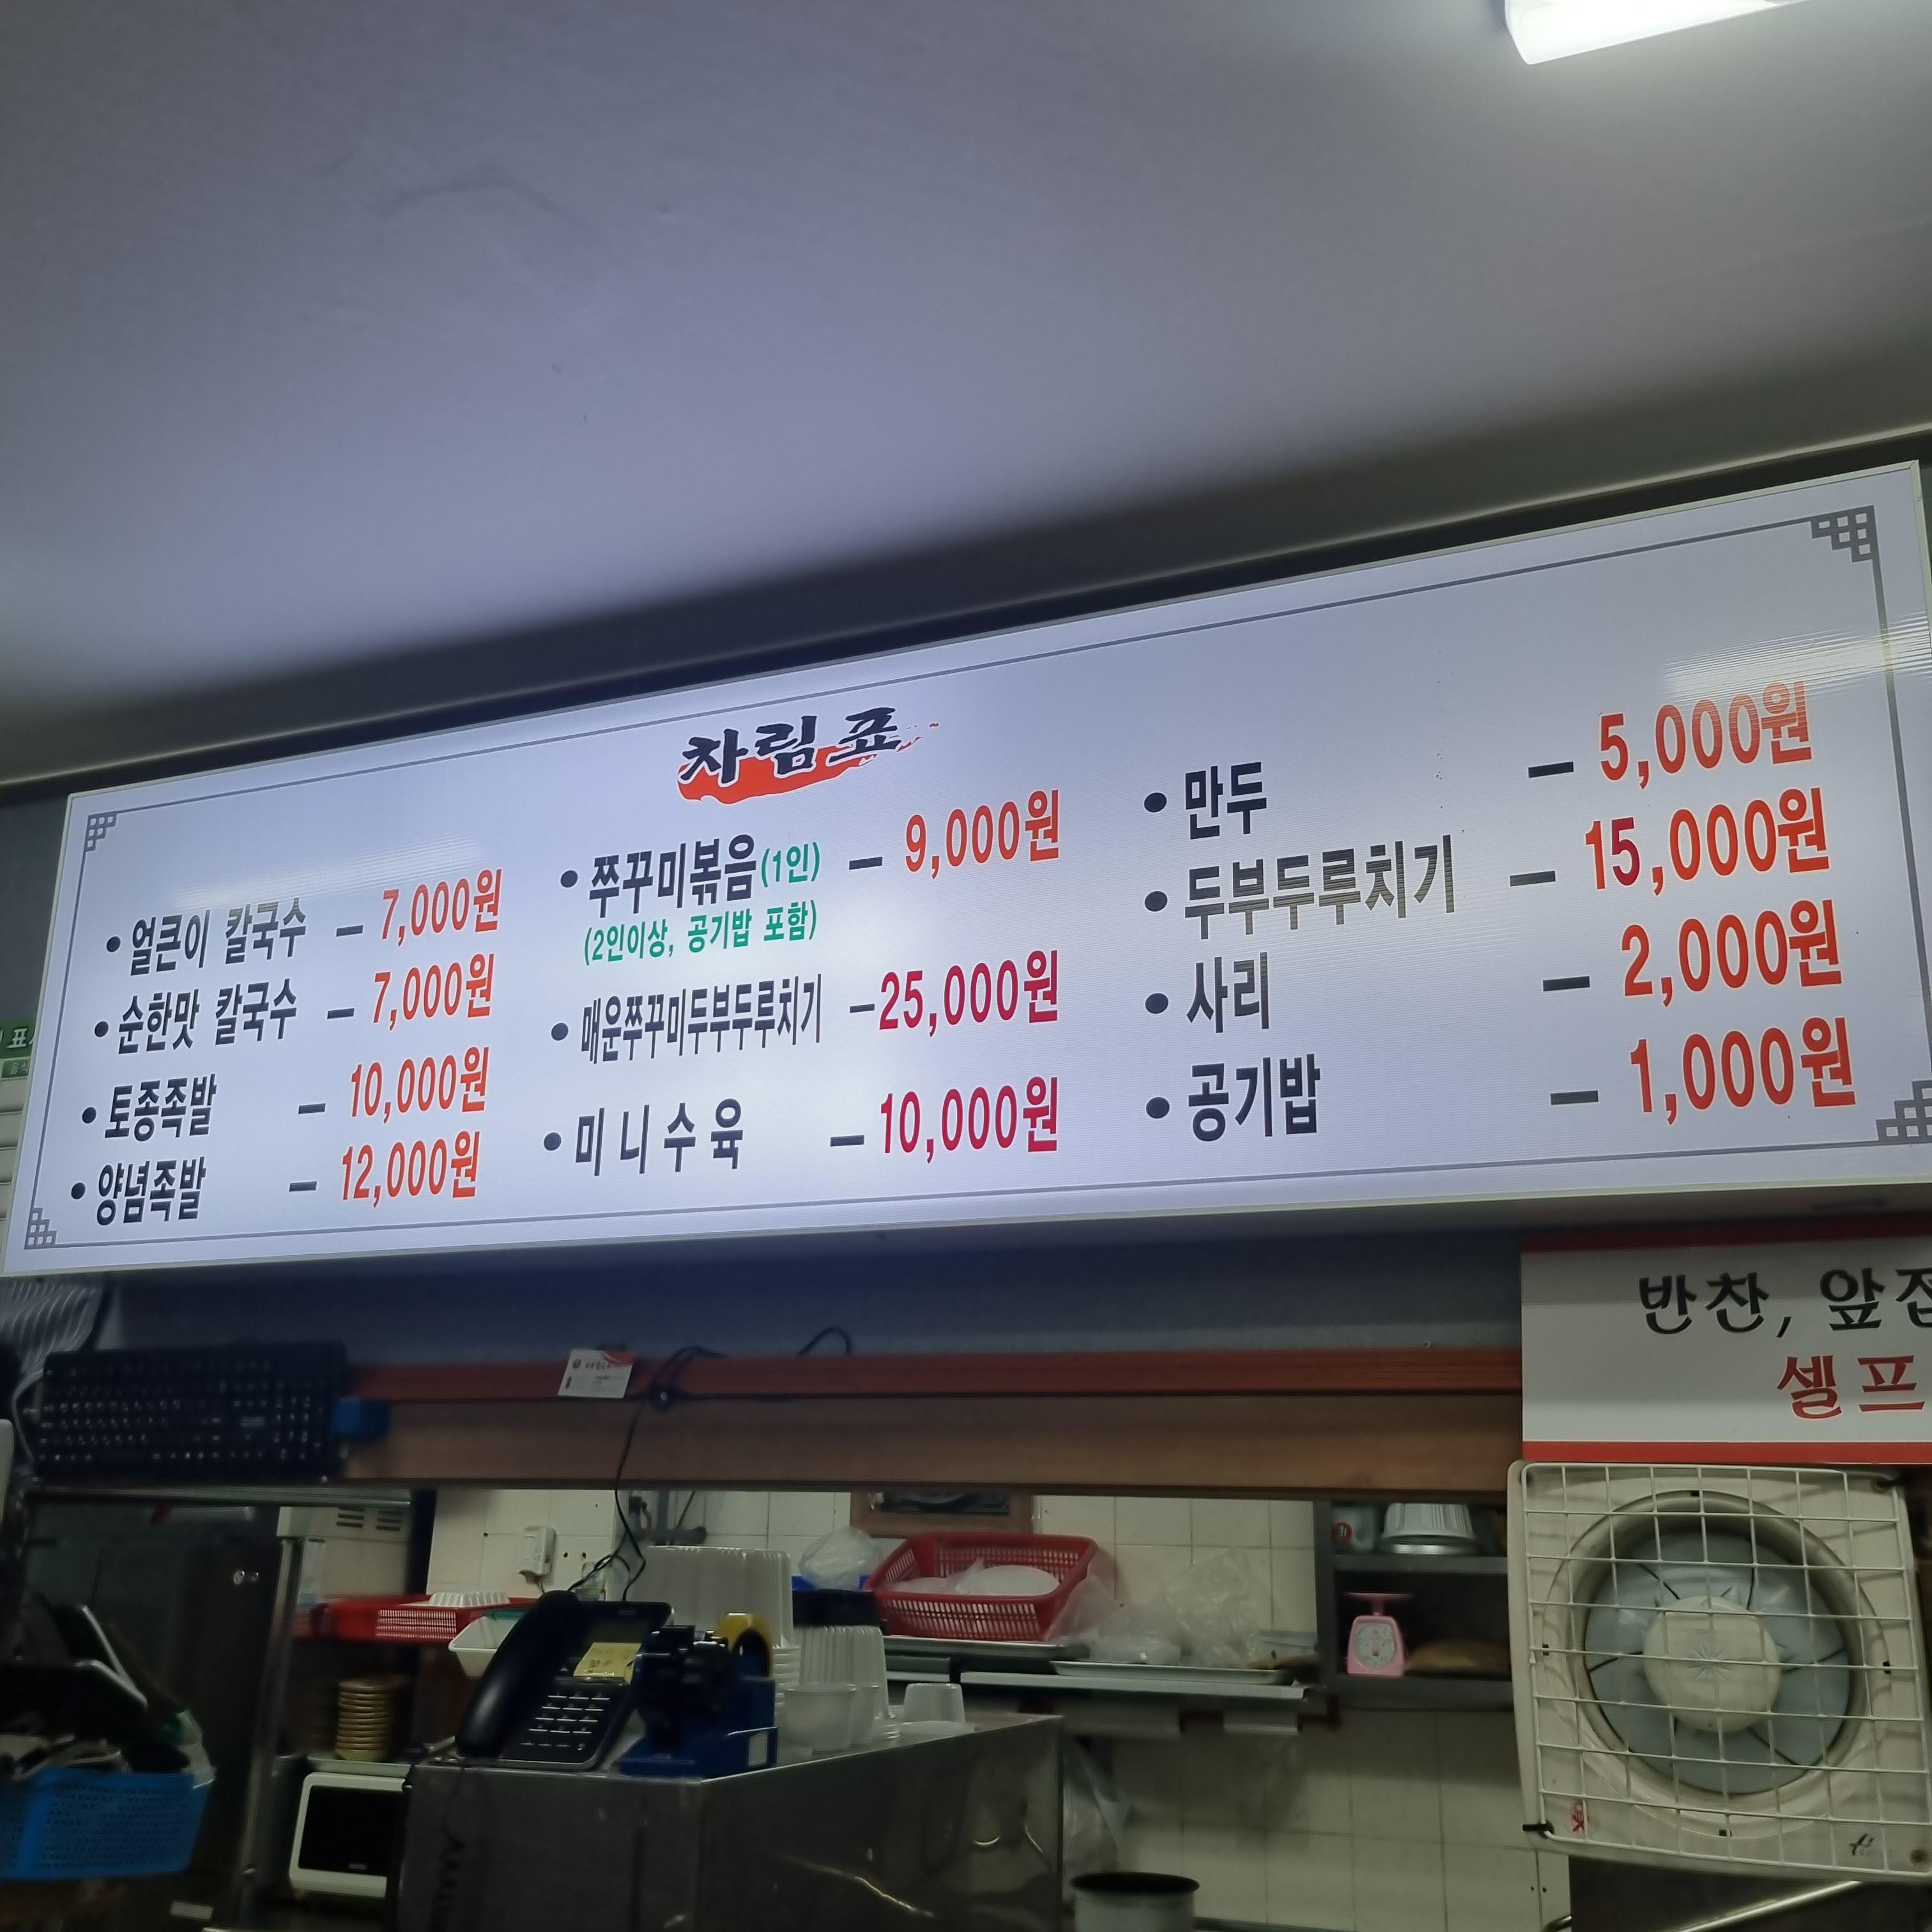 차림표
얼큰이 칼국수 – 7,000원
순한맛 칼국수 – 7,000원
토종족발 – 10,000원
양념족발 – 12,000원
쭈꾸미볶음(1인) – 9,000원
(2인이상, 공기밥 포함)
매운쭈꾸미두부두루치기 –25,000원
미니수육 –10,000원
만두 – 5,000원
두부두루치기 – 15,000원
사리 – 2,000원
공기밥 – 1,000원
반찬,
셀프